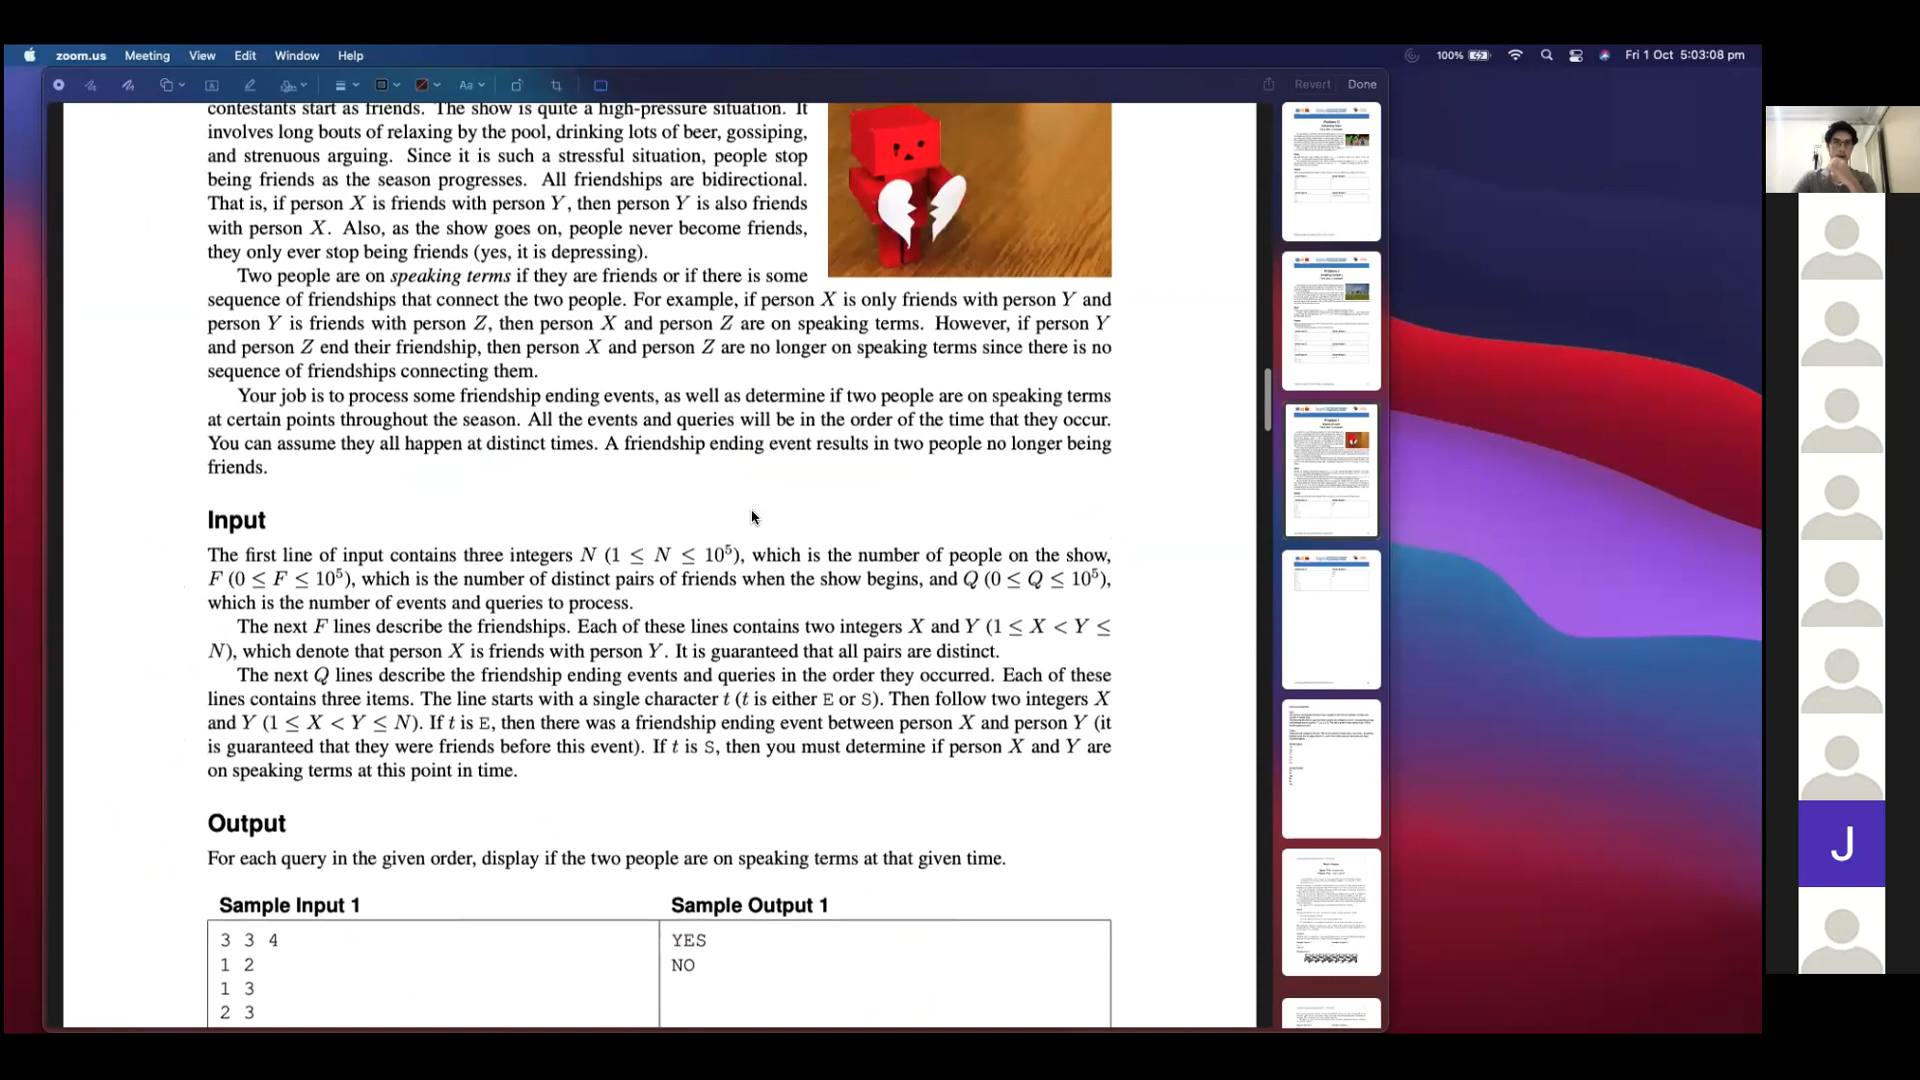 zoom.us Meeting View Edit Window Help 100% Fri 1 Oct 5:03:08 pm
Aa Revert Done
contestants start as friends. The show is quite a high-pressure situation. It
involves long bouts of relaxing by the pool, drinking lots of beer, gossiping,
and strenuous arguing. Since it is such a stressful situation, people stop
being friends as the season progresses. All friendships are bidirectional.
That is, if person X is friends with person Y, then person Y is also friends
with person X. Also, as the show goes on, people never become friends,
they only ever stop being friends (yes, it is depressing).
Two people are on speaking terms if they are friends or if there is some
sequence of friendships that connect the two people. For example, if person X is only friends with person Y and
person Y is friends with person Z, then person X and person Z are on speaking terms. However, if person Y
and person Z end their friendship, then person X and person Z are no longer on speaking terms since there is no
sequence of friendships connecting them.
Your job is to process some friendship ending events, as well as determine if two people are on speaking terms
at certain points throughout the season. All the events and queries will be in the order of the time that they occur.
You can assume they all happen at distinct times. A friendship ending event results in two people no longer being
friends.
Input
The first line of input contains three integers N (1 ≤ N ≤ 10⁵), which is the number of people on the show,
F (0 ≤ F ≤ 10⁵), which is the number of distinct pairs of friends when the show begins, and Q (0 ≤ Q ≤ 10⁵),
which is the number of events and queries to process.
The next F lines describe the friendships. Each of these lines contains two integers X and Y (1 ≤ X < Y ≤
N), which denote that person X is friends with person Y. It is guaranteed that all pairs are distinct.
The next Q lines describe the friendship ending events and queries in the order they occurred. Each of these
lines contains three items. The line starts with a single character t (t is either E or S). Then follow two integers X
and Y (1 ≤ X < Y ≤ N). If t is E, then there was a friendship ending event between person X and person Y (it
is guaranteed that they were friends before this event). If t is S, then you must determine if person X and Y are
on speaking terms at this point in time.
Output
For each query in the given order, display if the two people are on speaking terms at that given time.
Sample Input 1 Sample Output 1
3 3 4 YES
1 2 NO
1 3
2 3
J